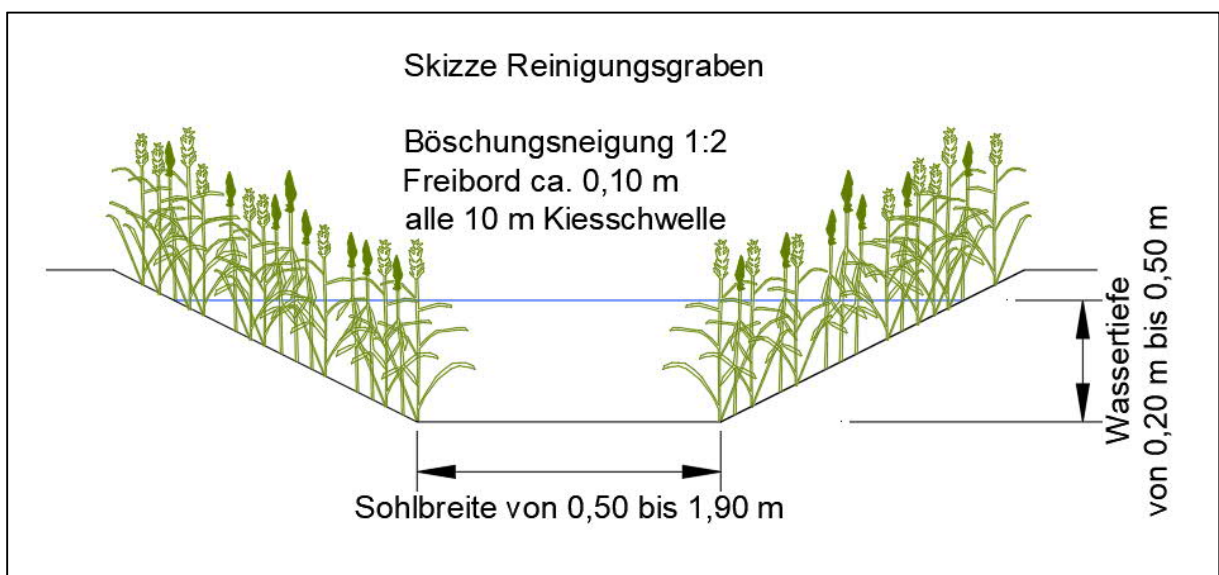 Skizze Reinigungsgraben
Böschungsneigung 1:2
Freibord ca. 0,10 m
alle 10 m Kiesschwelle
Wassertiefe
von 0,20 m bis 0,50 m
Sohlbreite von 0,50 bis 1,90 m